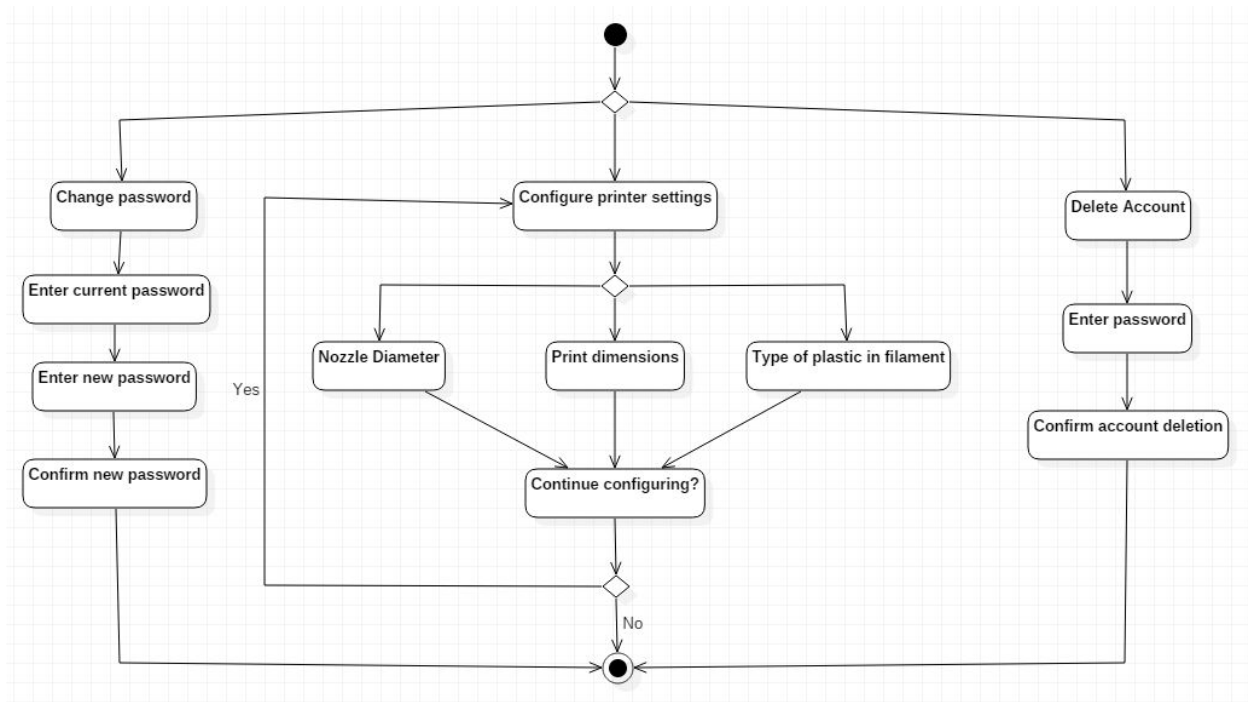 Change password
Configure printer settings
Delete Account
Enter current password
Enter password
Nozzle Diameter
Print dimensions
Type of plastic in filament
Enter new password
Yes
Confirm account deletion
Confirm new password
Continue configuring?
No